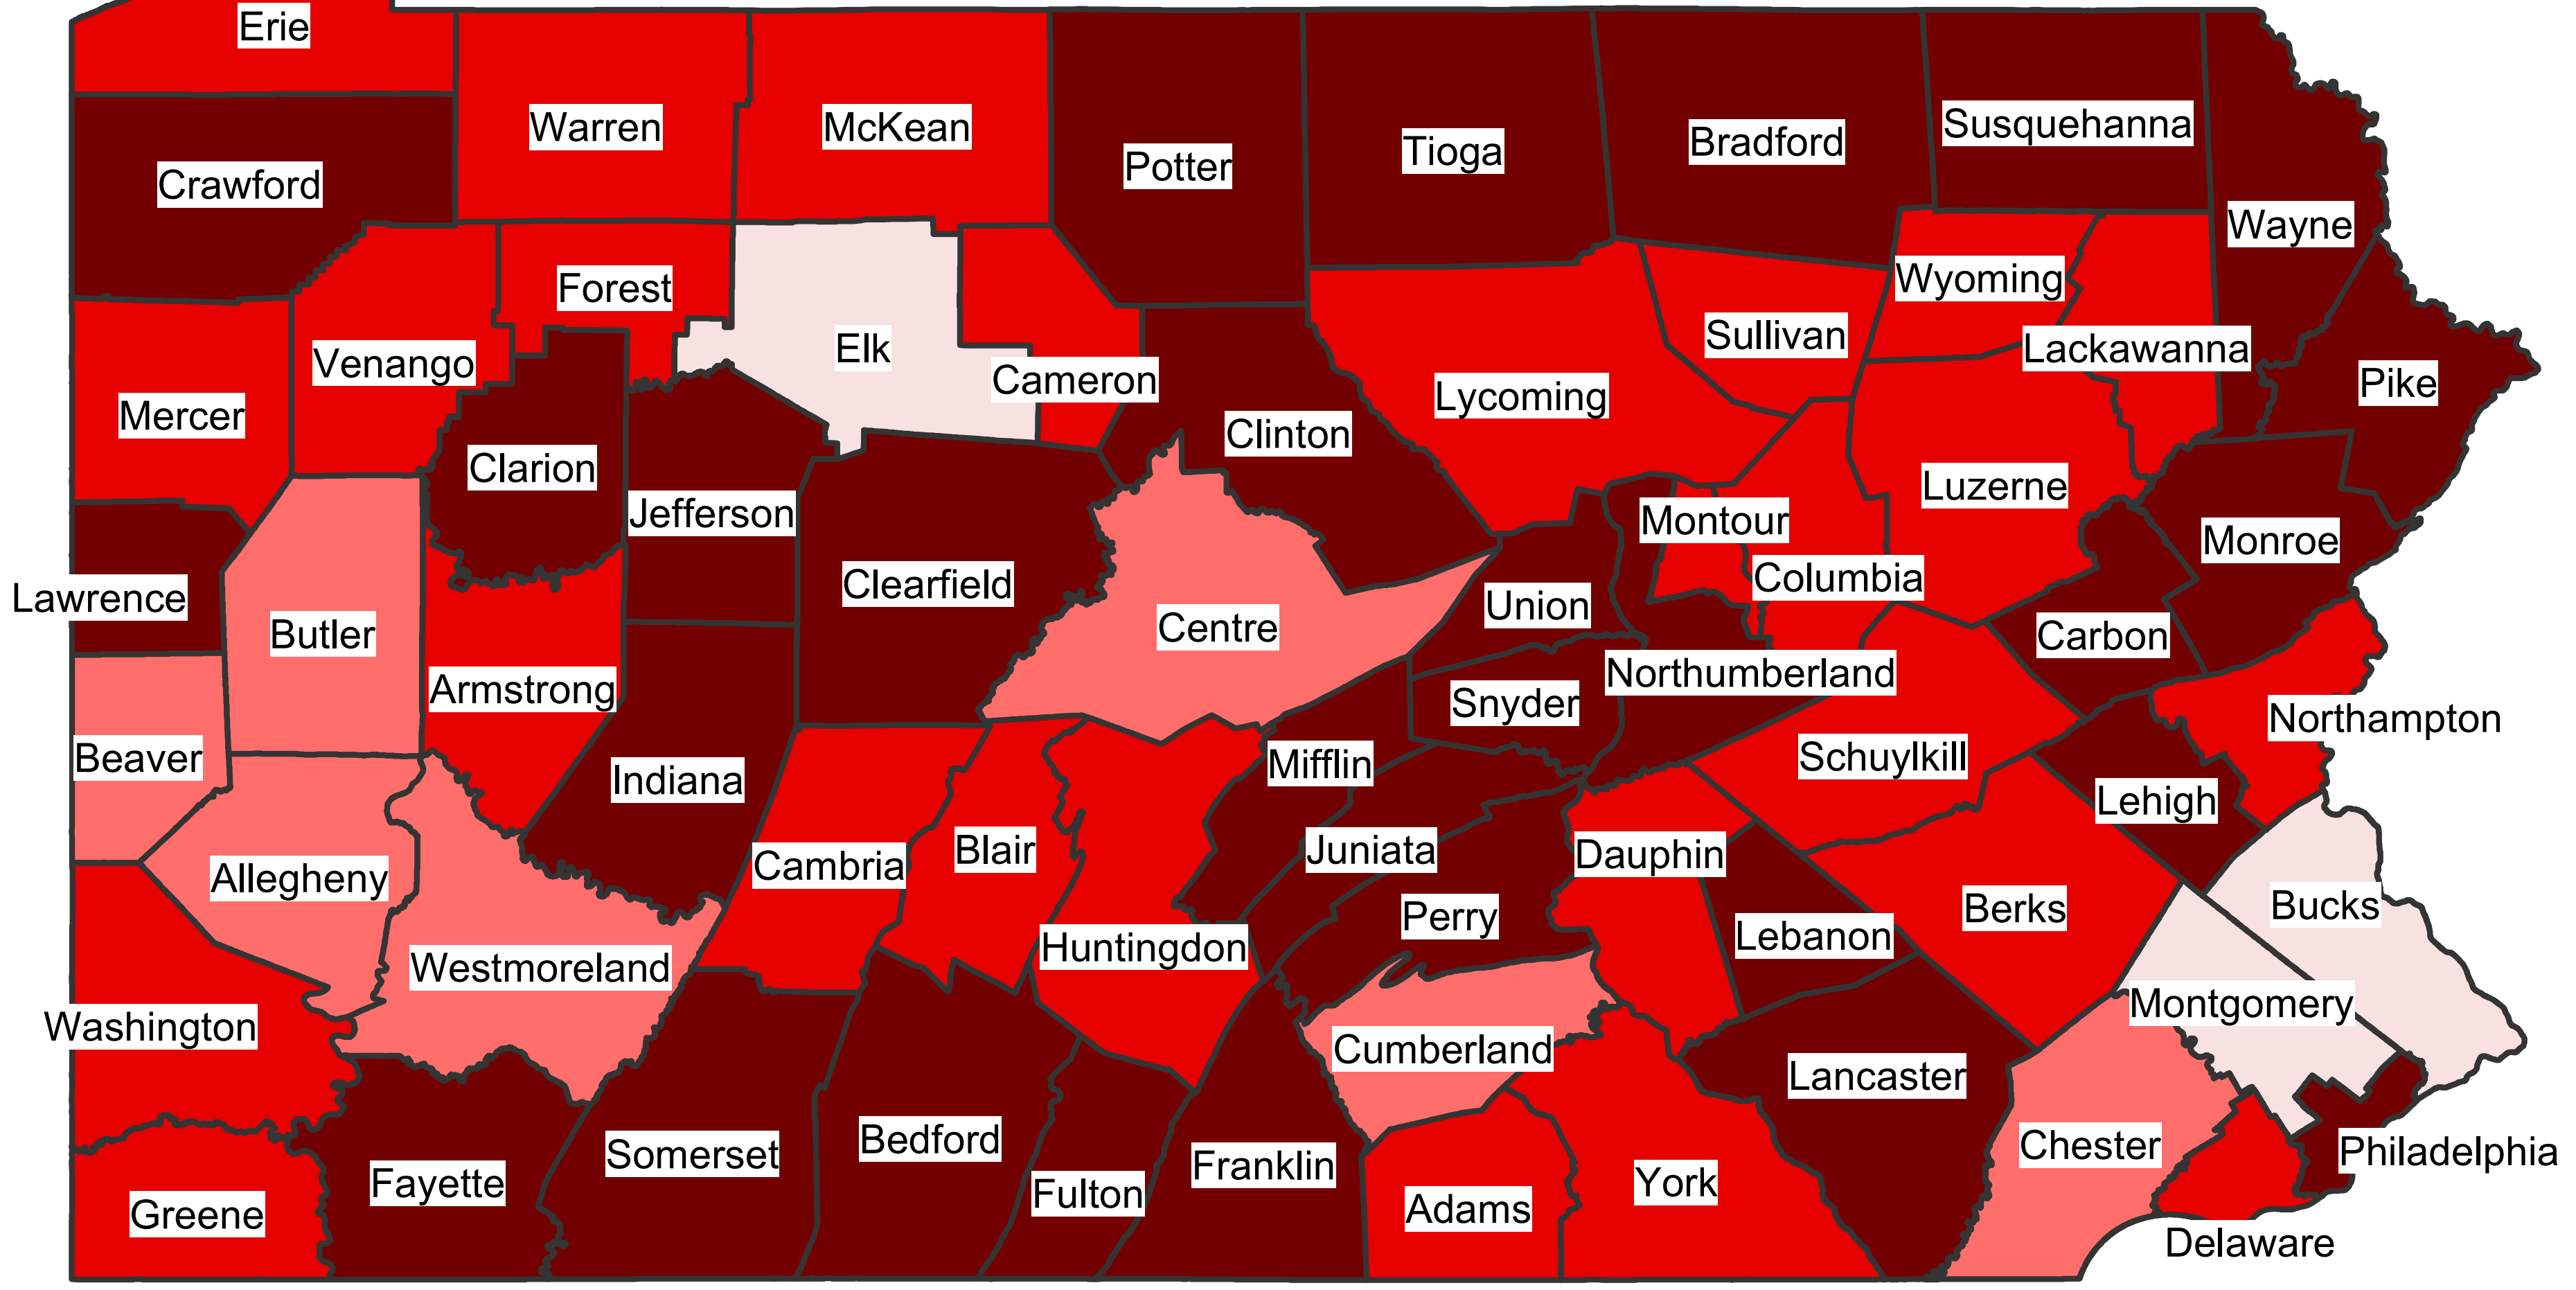 Erie
Warren
McKean
Potter
Tioga
Bradford
Susquehanna
Crawford
Wayne
Forest
Wyoming
Venango
Elk
Cameron
Sullivan
Lackawanna
Pike
Mercer
Lycoming
Clinton
Clarion
Jefferson
Luzerne
Montour
Monroe
Lawrence
Butler
Clearfield
Centre
Union
Columbia
Carbon
Armstrong
Snyder
Northumberland
Northampton
Beaver
Indiana
Mifflin
Schuylkill
Lehigh
Allegheny
Cambria
Blair
Juniata
Dauphin
Perry
Berks
Bucks
Westmoreland
Huntingdon
Lebanon
Washington
Cumberland
Montgomery
Lancaster
Somerset
Bedford
Franklin
Chester
Philadelphia
Greene
Fayette
Fulton
Adams
York
Delaware